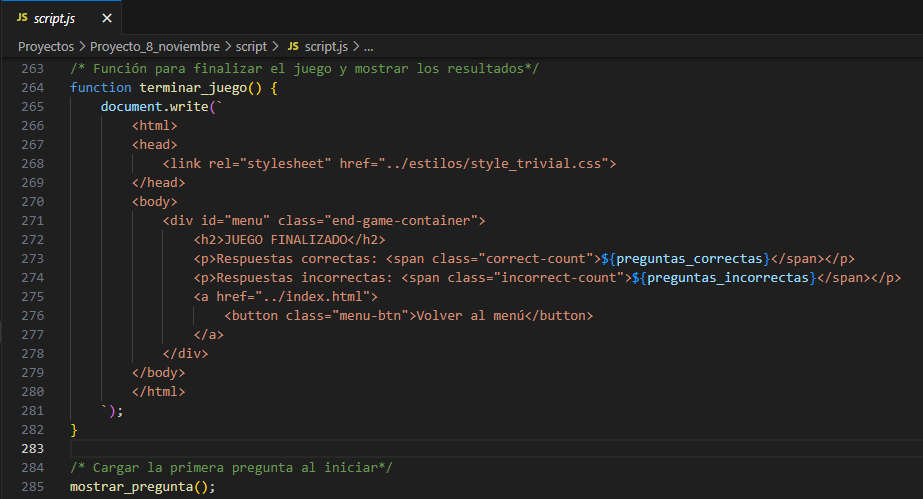 JS script.js ×
Proyectos > Proyecto_8_noviembre > script > JS script.js > ...
263 /* Función para finalizar el juego y mostrar los resultados*/
264 function terminar_juego() {
265     document.write(`
266         <html>
267         <head>
268             <link rel="stylesheet" href="../estilos/style_trivial.css">
269         </head>
270         <body>
271             <div id="menu" class="end-game-container">
272                 <h2>JUEGO FINALIZADO</h2>
273                 <p>Respuestas correctas: <span class="correct-count">${preguntas_correctas}</span></p>
274                 <p>Respuestas incorrectas: <span class="incorrect-count">${preguntas_incorrectas}</span></p>
275                 <a href="../index.html">
276                     <button class="menu-btn">Volver al menú</button>
277                 </a>
278             </div>
279         </body>
280         </html>
281     `);
282 }
283
284 /* Cargar la primera pregunta al iniciar*/
285 mostrar_pregunta();